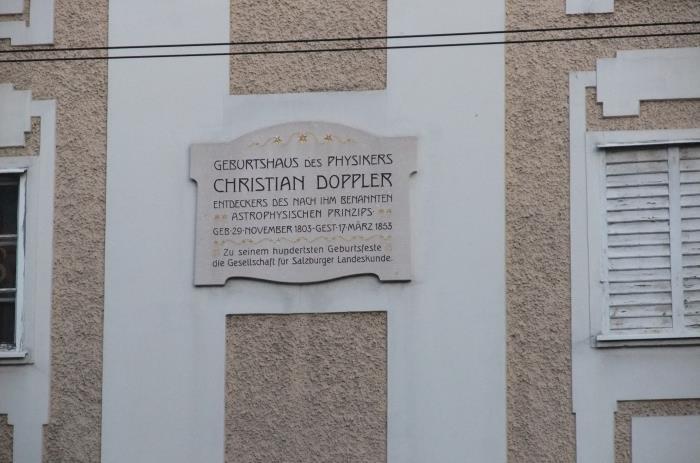 GEBURTSHAUS DES PHYSIKERS
CHRISTIAN DOPPLER
ENTDECKERS DES NACH IHM BENANNTEN
ASTROPHYSISCHEN PRINZIPS·
GEB·29·NOVEMBER 1803·GEST·17·MÄRZ 1853
Zu seinem hundertsten Geburtsfeste
die Gesellschaft für Salzburger Landeskunde.